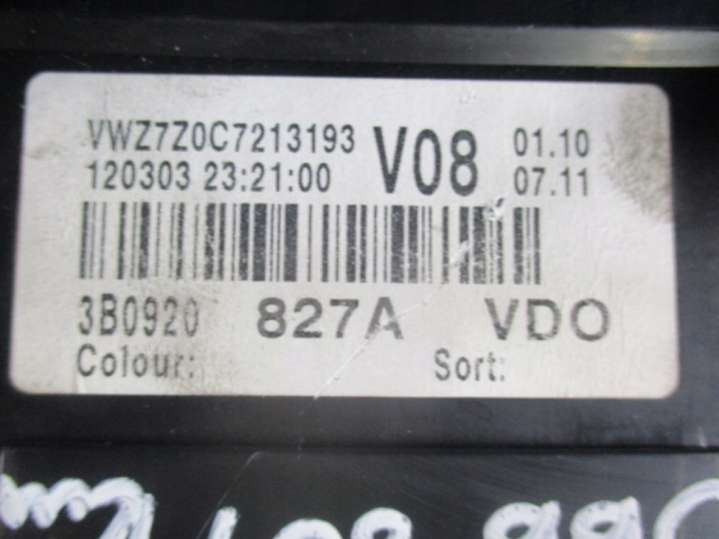 VWZ7Z0C7213193 V08 01.10
120303 23:21:00 07.11
3B0920 827A VDO
Colour: Sort: